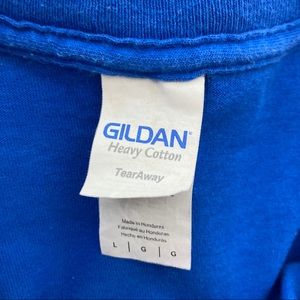 GILDAN®
Heavy Cotton
TearAway
Made in Honduras
Fabriqué au Honduras
Hecho en Honduras
L | G | G